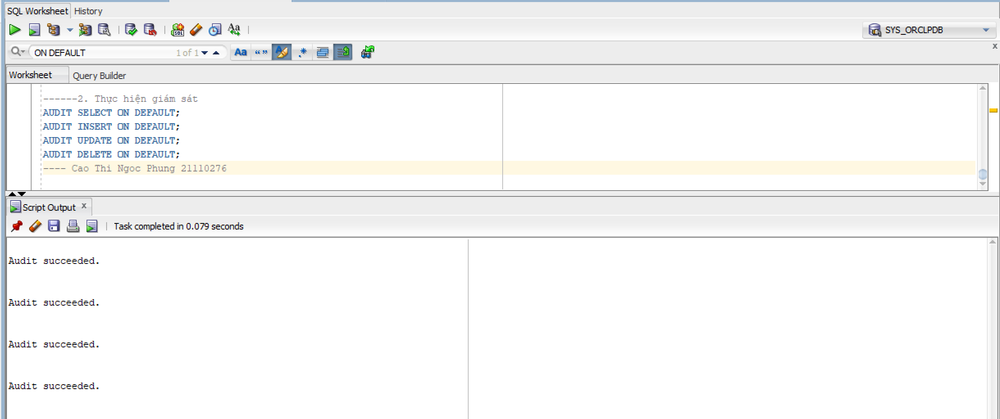 SQL Worksheet History
SYS_ORCLPDB
ON DEFAULT 1 of 1 Aa “ ” .*
x
Worksheet Query Builder
------2. Thực hiện giám sát
AUDIT SELECT ON DEFAULT;
AUDIT INSERT ON DEFAULT;
AUDIT UPDATE ON DEFAULT;
AUDIT DELETE ON DEFAULT;
---- Cao Thi Ngoc Phung 21110276
Script Output x
Task completed in 0.079 seconds
Audit succeeded.
Audit succeeded.
Audit succeeded.
Audit succeeded.